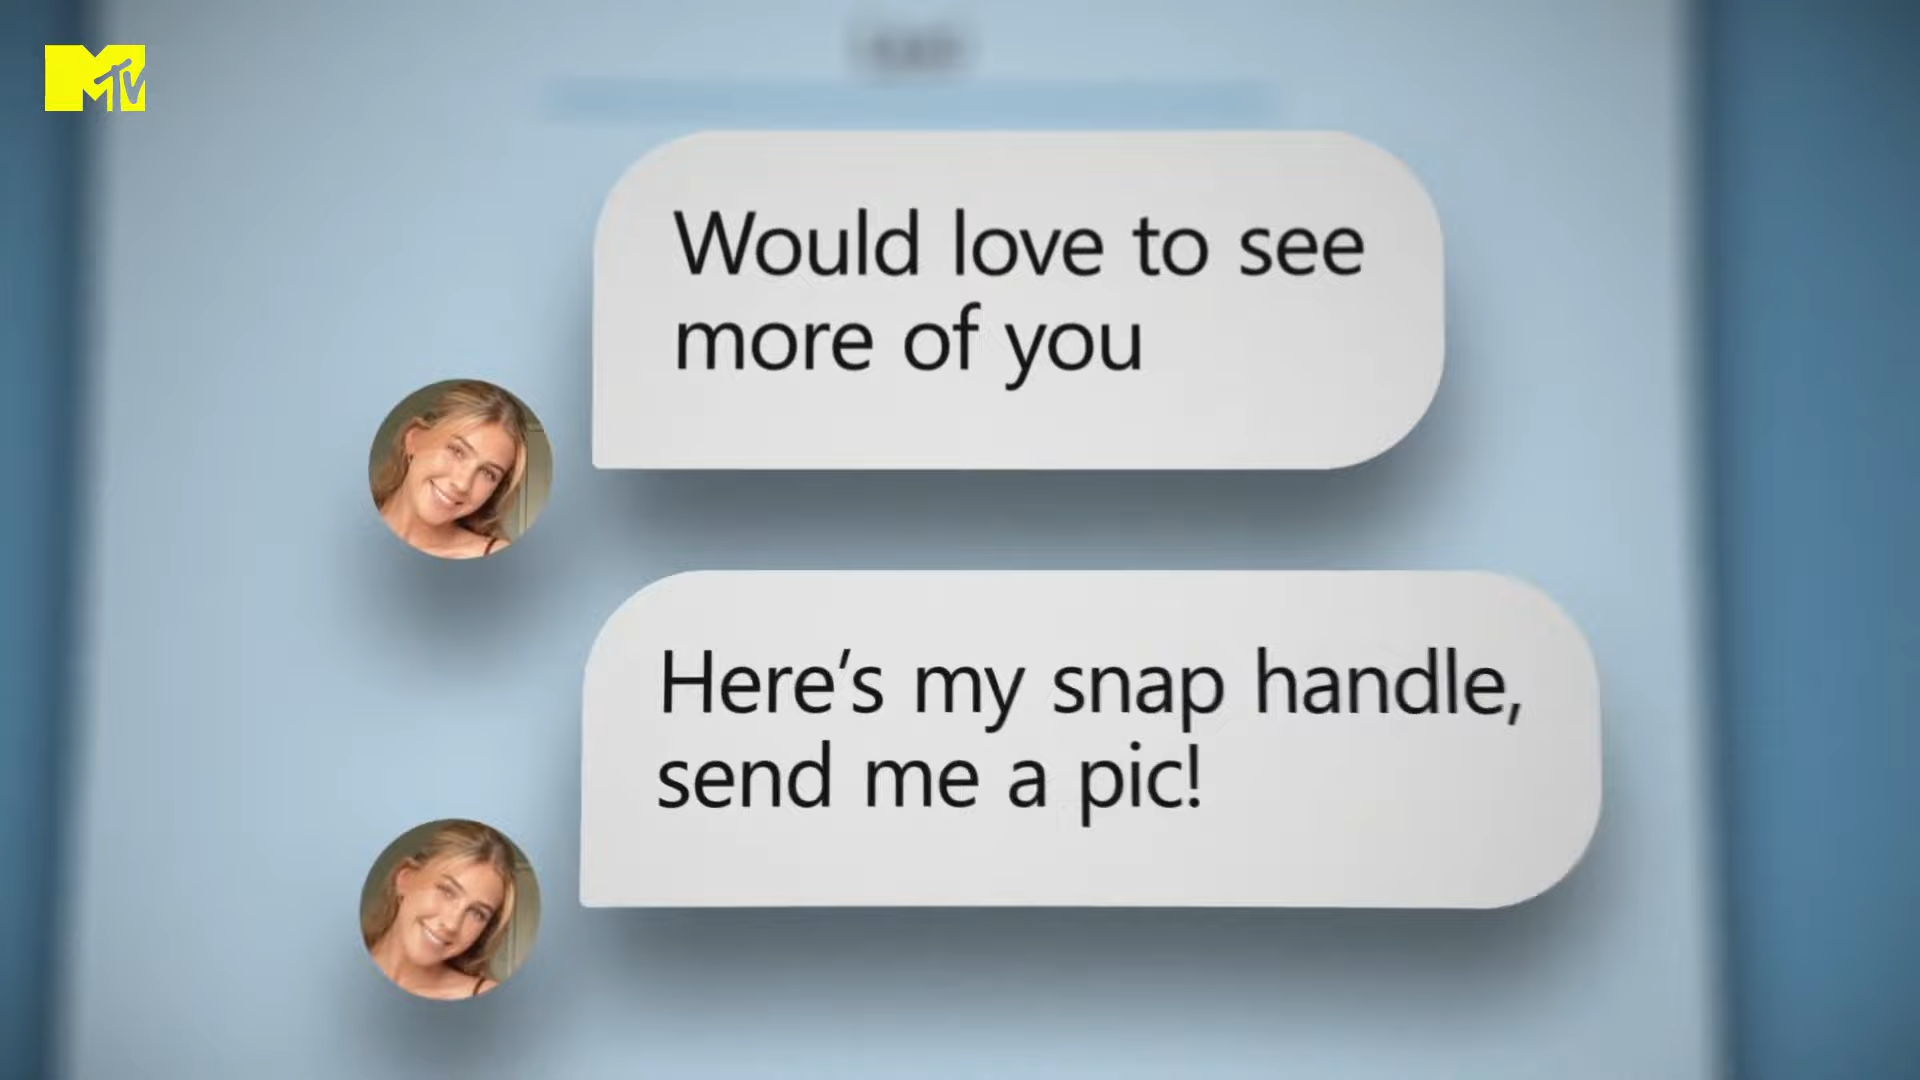 MTV
Would love to see
more of you
Here's my snap handle,
send me a pic!